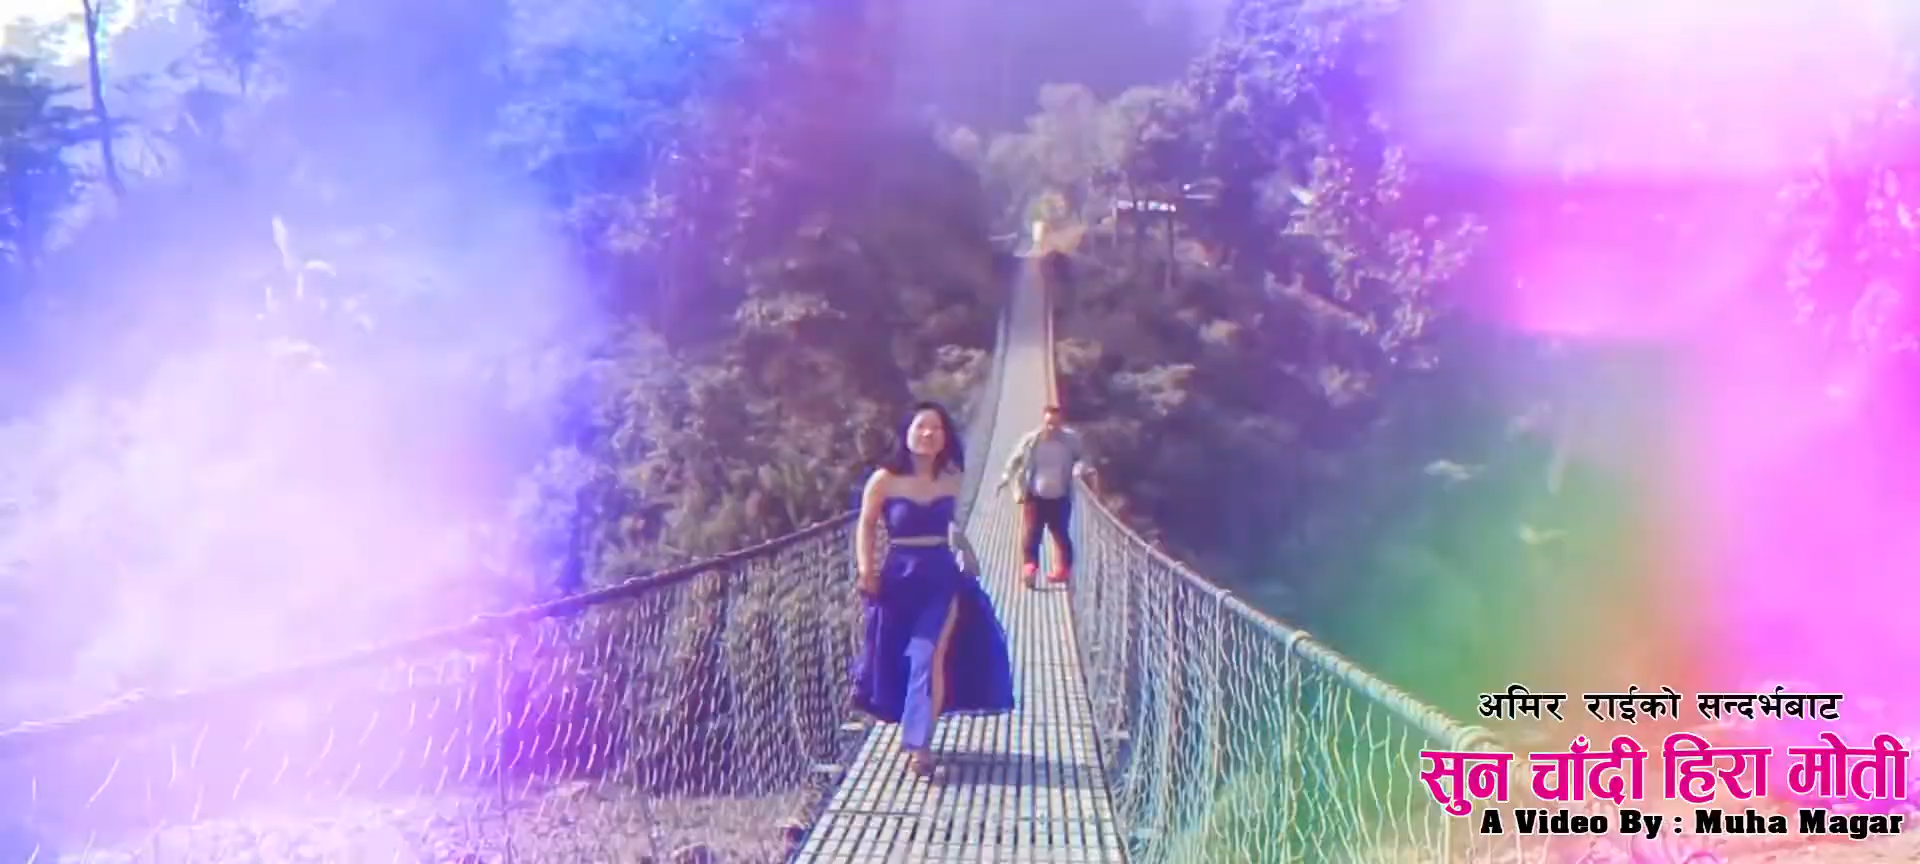 अमिर राईको सन्दर्भबाट
सुन चाँदी हिरा मोती
A Video By : Muha Magar